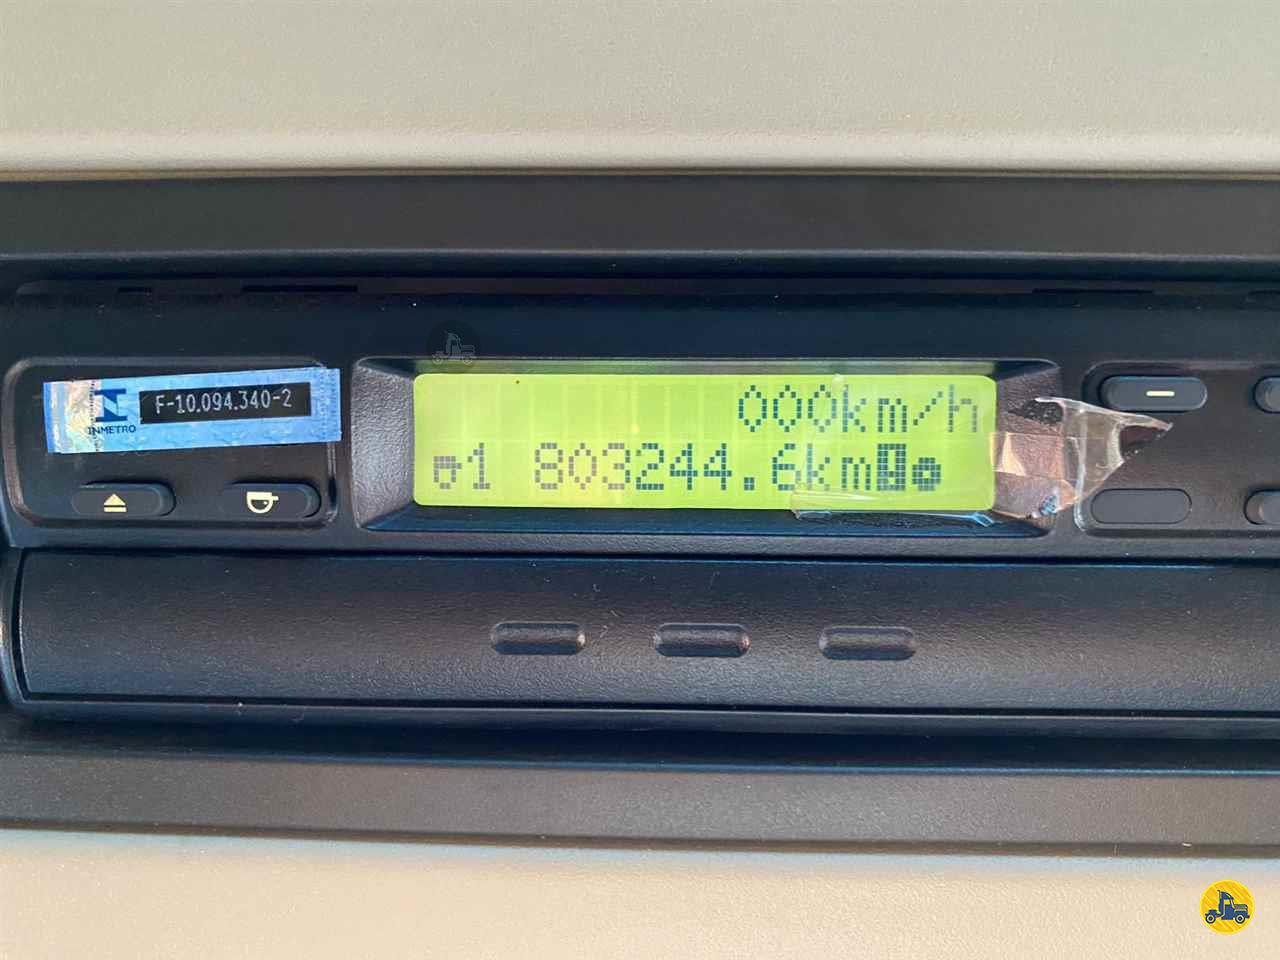 F-10.094.340-2
INMETRO
000km/h
1 803244.6km